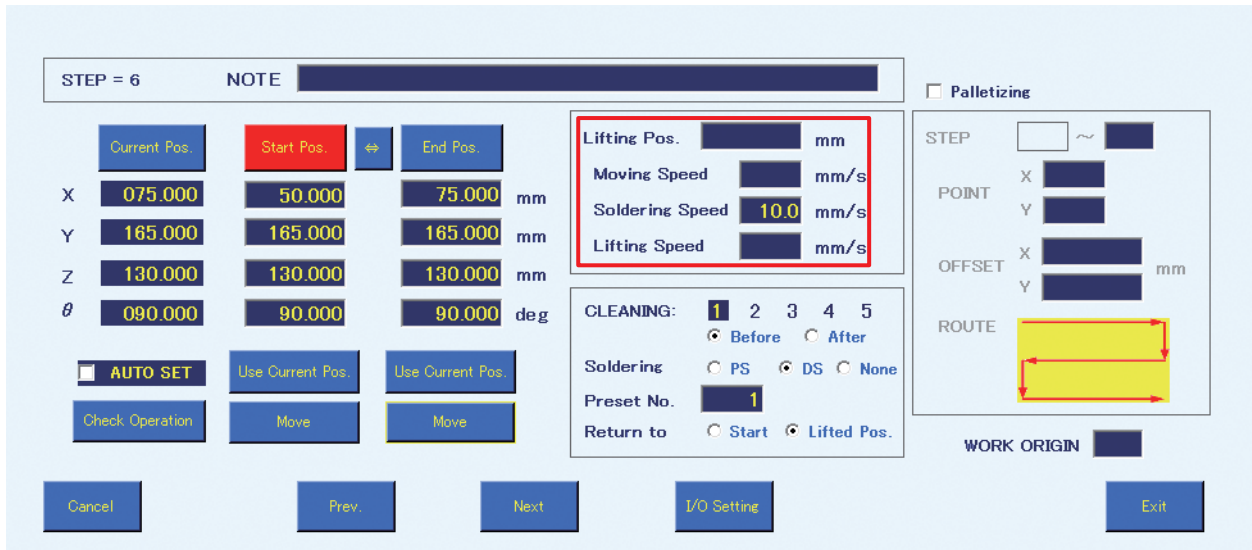 STEP = 6 NOTE
Palletizing
Current Pos. Start Pos. ⇔ End Pos.
X 075.000 50.000 75.000 mm
Y 165.000 165.000 165.000 mm
Z 130.000 130.000 130.000 mm
θ 090.000 90.000 90.000 deg
AUTO SET Use Current Pos. Use Current Pos.
Check Operation Move Move
Lifting Pos. mm
Moving Speed mm/s
Soldering Speed 10.0 mm/s
Lifting Speed mm/s
CLEANING: 1 2 3 4 5
Before After
Soldering PS DS None
Preset No. 1
Return to Start Lifted Pos.
STEP ~
POINT X
Y
OFFSET X
Y mm
ROUTE
WORK ORIGIN
Cancel Prev. Next I/O Setting Exit